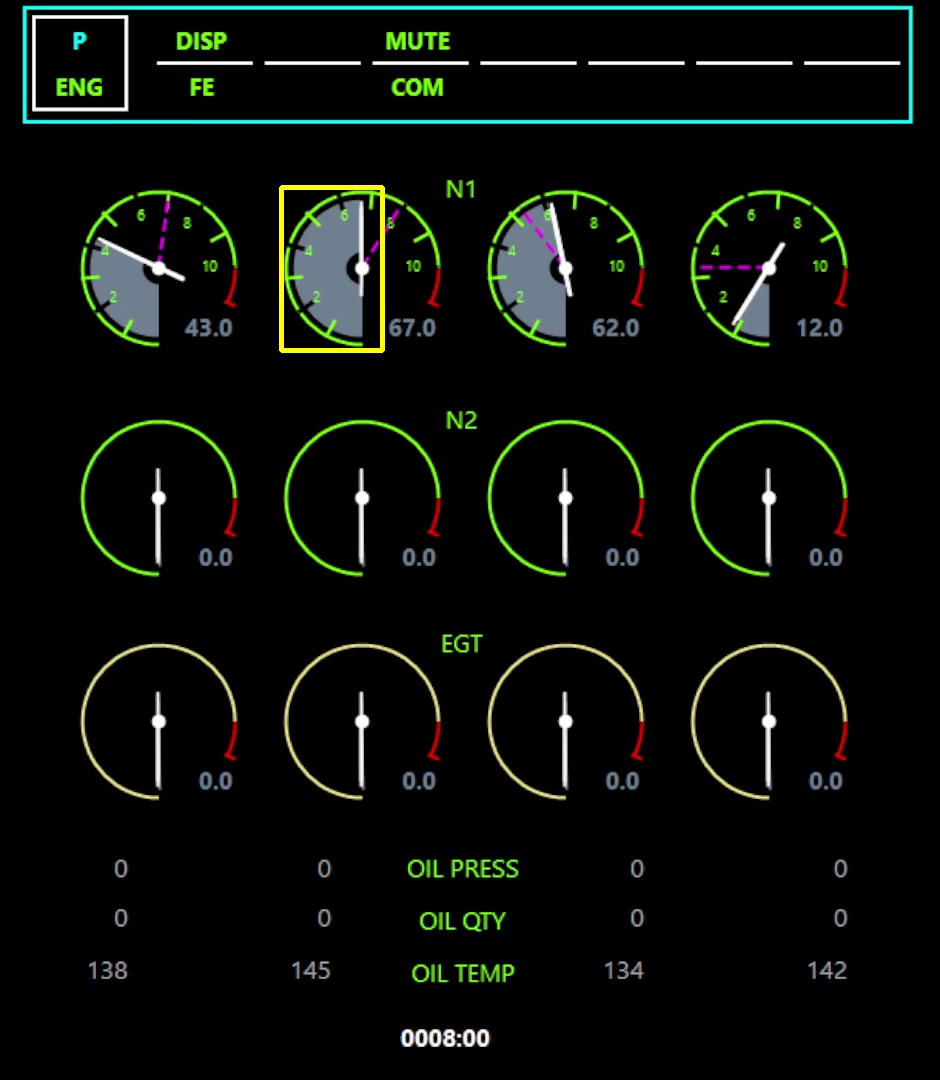 P DISP MUTE
ENG FE COM
N1
2 4 6 8 10 43.0
2 4 6 8 10 67.0
2 4 6 8 10 62.0
2 4 6 8 10 12.0
N2
0.0 0.0 0.0 0.0
EGT
0.0 0.0 0.0 0.0
0 0 OIL PRESS 0 0
0 0 OIL QTY 0 0
138 145 OIL TEMP 134 142
0008:00